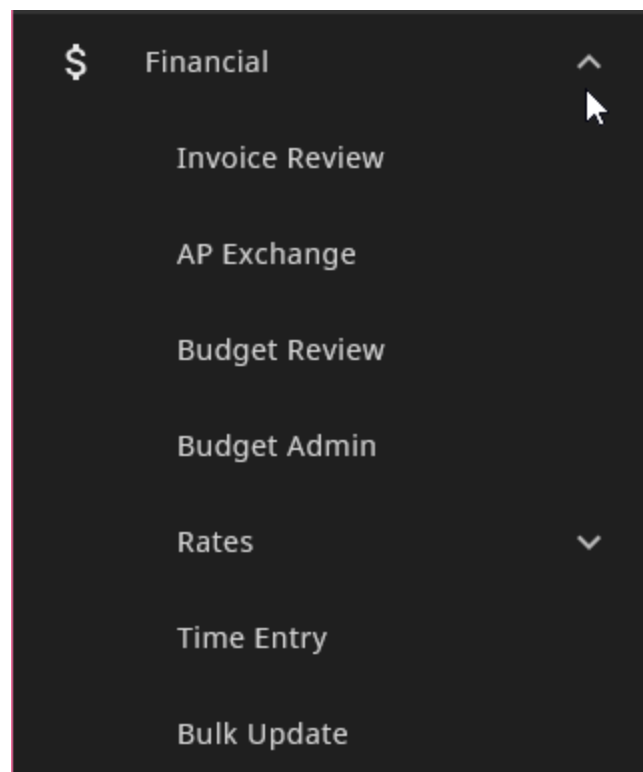 $ Financial
Invoice Review
AP Exchange
Budget Review
Budget Admin
Rates
Time Entry
Bulk Update